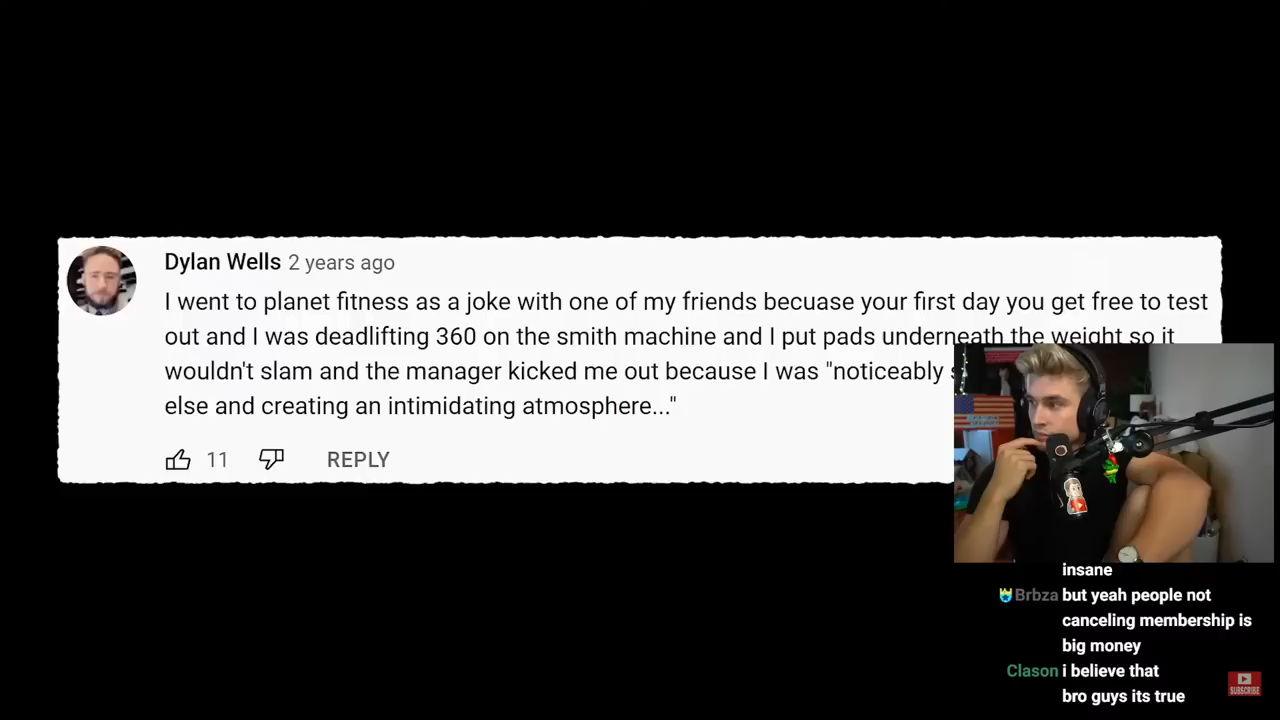 Dylan Wells 2 years ago
I went to planet fitness as a joke with one of my friends becuase your first day you get free to test
out and I was deadlifting 360 on the smith machine and I put pads underneath the weight so it
wouldn't slam and the manager kicked me out because I was "noticeably
else and creating an intimidating atmosphere..."
11 REPLY
insane
Brbza but yeah people not
canceling membership is
big money
Clason i believe that
bro guys its true
SUBSCRIBE